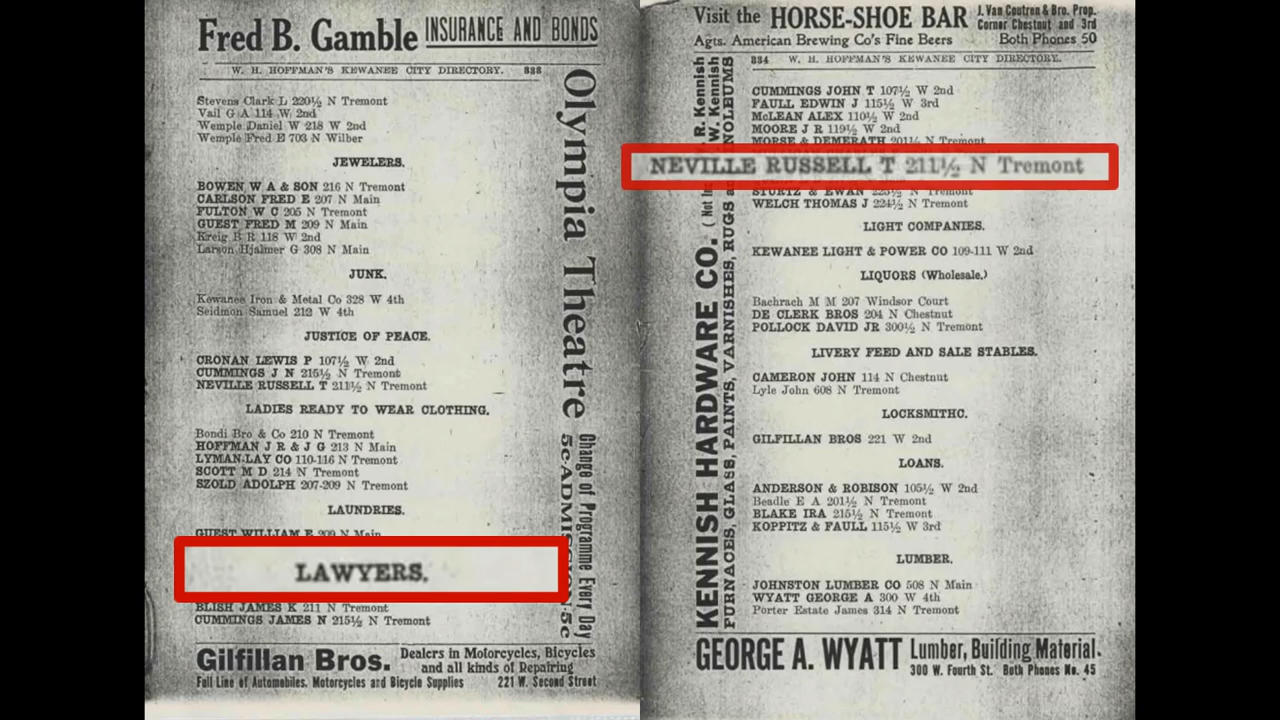 Fred B. Gamble INSURANCE AND BONDS
W. H. HOFFMAN'S KEWANEE CITY DIRECTORY. 333
Stevens Clark L 220½ N Tremont
Vail G A 114 W 2nd
Wemple Daniel W 218 W 2nd
Wemple Fred E 703 N Wilber
JEWELERS.
BOWEN W A & SON 216 N Tremont
CARLSON FRED E 207 N Main
FULTON W C 205 N Tremont
GUEST FRED M 209 N Main
Kreig B R 118 W 2nd
Larson Hjalmer G 308 N Main
JUNK.
Kewanee Iron & Metal Co 328 W 4th
Seidmon Samuel 212 W 4th
JUSTICE OF PEACE.
CRONAN LEWIS P 107½ W 2nd
CUMMINGS J N 215½ N Tremont
NEVILLE RUSSELL T 211½ N Tremont
LADIES READY TO WEAR CLOTHING.
Bondi Bro & Co 210 N Tremont
HOFFMAN J R & J G 213 N Main
LYMAN-LAY CO 110-116 N Tremont
SCOTT M D 214 N Tremont
SZOLD ADOLPH 207-209 N Tremont
LAUNDRIES.
GUEST WILLIAM E 209 N Main
LAWYERS.
BLISH JAMES K 211 N Tremont
CUMMINGS JAMES N 215½ N Tremont
Olympia Theatre
Change of Programme Every Day
5c-ADMISSION-5c
Gilfillan Bros.
Dealers in Motorcycles, Bicycles
and all kinds of Repairing
Full Line of Automobiles, Motorcycles and Bicycle Supplies 221 W. Second Street
Visit the HORSE-SHOE BAR
J. Van Coutren & Bro. Prop.
Corner Chestnut and 3rd
Agts. American Brewing Co's Fine Beers Both Phones 50
334 W. H. HOFFMAN'S KEWANEE CITY DIRECTORY.
R. Kennish
W. Kennish
KENNISH HARDWARE CO.
FURNACES, GLASS, PAINTS, VARNISHES, RUGS
CUMMINGS JOHN T 107½ W 2nd
FAULL EDWIN J 115½ W 3rd
McLEAN ALEX 110½ W 2nd
MOORE J R 119½ W 2nd
MORSE & DEMERATH 201½ N Tremont
NEVILLE RUSSELL T 211½ N Tremont
STURTZ & EWAN 225½ N Tremont
WELCH THOMAS J 224½ N Tremont
LIGHT COMPANIES.
KEWANEE LIGHT & POWER CO 109-111 W 2nd
LIQUORS (Wholesale.)
Bachrach M M 207 Windsor Court
DE CLERK BROS 204 N Chestnut
POLLOCK DAVID JR 300½ N Tremont
LIVERY FEED AND SALE STABLES.
CAMERON JOHN 114 N Chestnut
Lyle John 608 N Tremont
LOCKSMITHC.
GILFILLAN BROS 221 W 2nd
LOANS.
ANDERSON & ROBISON 105½ W 2nd
Beadle E A 201½ N Tremont
BLAKE IRA 215½ N Tremont
KOPPITZ & FAULL 115½ W 3rd
LUMBER.
JOHNSTON LUMBER CO 508 N Main
WYATT GEORGE A 300 W 4th
Porter Estate James 314 N Tremont
GEORGE A. WYATT
Lumber, Building Material.
300 W. Fourth St. Both Phones No. 45